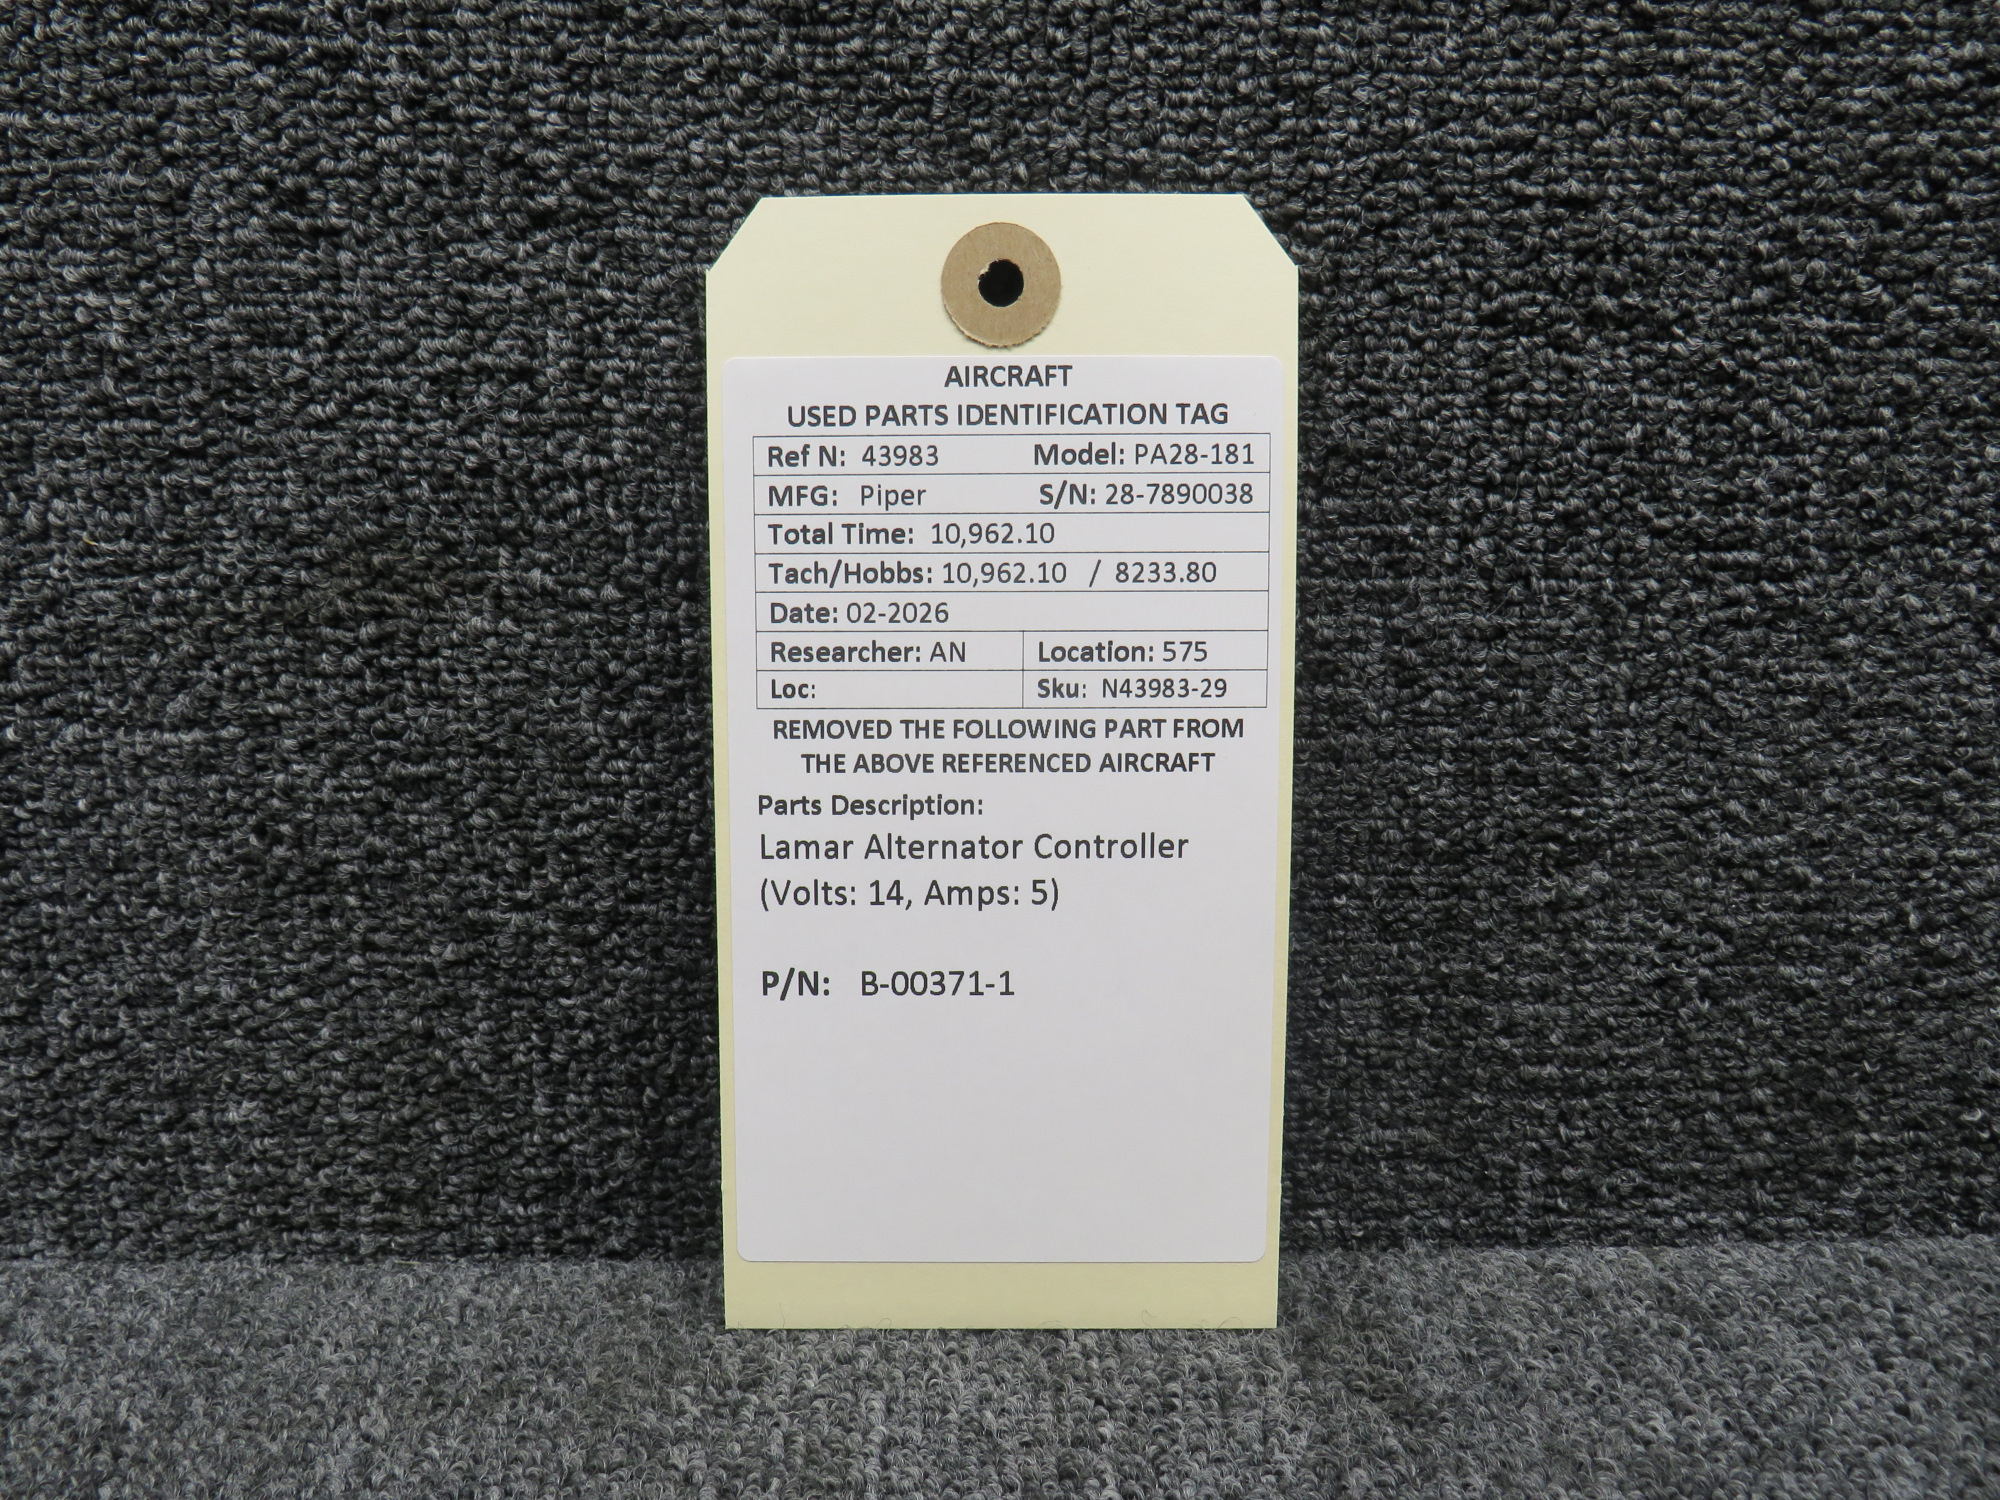 AIRCRAFT
USED PARTS IDENTIFICATION TAG
Ref N: 43983 Model: PA28-181
MFG: Piper S/N: 28-7890038
Total Time: 10,962.10
Tach/Hobbs: 10,962.10 / 8233.80
Date: 02-2026
Researcher: AN Location: 575
Loc: Sku: N43983-29
REMOVED THE FOLLOWING PART FROM
THE ABOVE REFERENCED AIRCRAFT
Parts Description:
Lamar Alternator Controller
(Volts: 14, Amps: 5)
P/N: B-00371-1